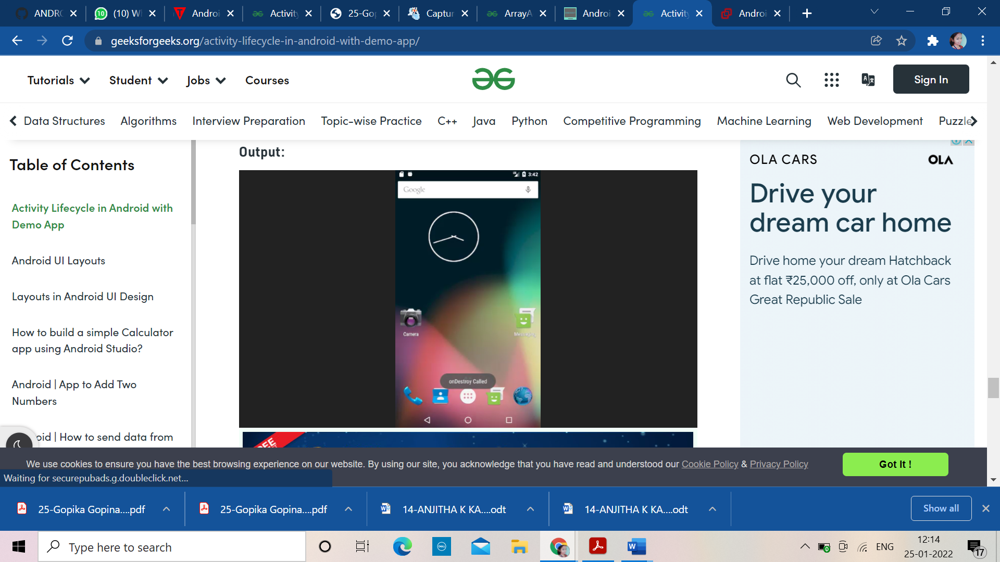 ANDRO
10
(10) W
Androi
Activity
25-Gop
Captur
ArrayA
Androi
Activity
Androi
geeksforgeeks.org/activity-lifecycle-in-android-with-demo-app/
Tutorials Student Jobs Courses
Sign In
Data Structures Algorithms Interview Preparation Topic-wise Practice C++ Java Python Competitive Programming Machine Learning Web Development Puzzle
Table of Contents
Activity Lifecycle in Android with
Demo App
Android UI Layouts
Layouts in Android UI Design
How to build a simple Calculator
app using Android Studio?
Android | App to Add Two
Numbers
oid | How to send data from
Output:
3:42
Google
Camera
Messaging
onDestroy Called
OLA CARS
OLA
Drive your
dream car home
Drive home your dream Hatchback
at flat ₹25,000 off, only at Ola Cars
Great Republic Sale
We use cookies to ensure you have the best browsing experience on our website. By using our site, you acknowledge that you have read and understood our Cookie Policy & Privacy Policy
Got It !
Waiting for securepubads.g.doubleclick.net...
25-Gopika Gopina....pdf
25-Gopika Gopina....pdf
14-ANJITHA K KA....odt
14-ANJITHA K KA....odt
Show all
Type here to search
DELL
ENG
12:14
25-01-2022
17